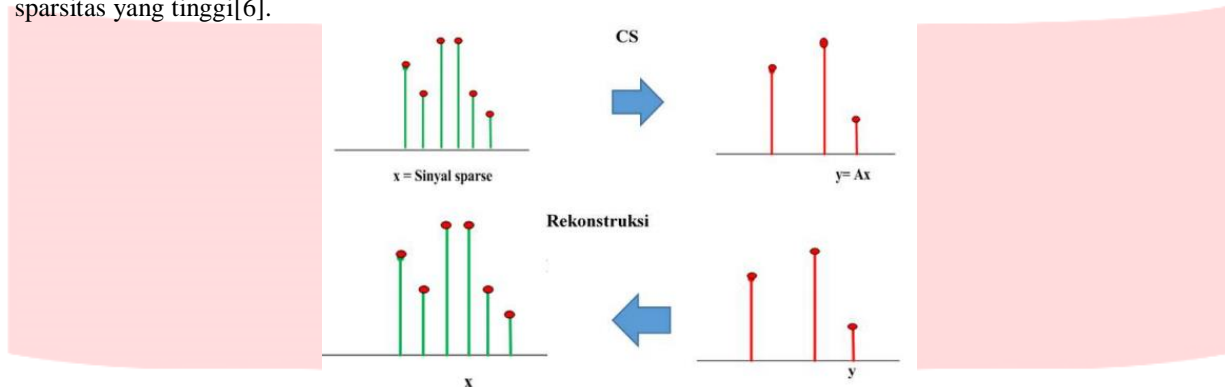 sparsitas yang tinggi[6].
CS
x = Sinyal sparse
y= Ax
Rekonstruksi
x
y